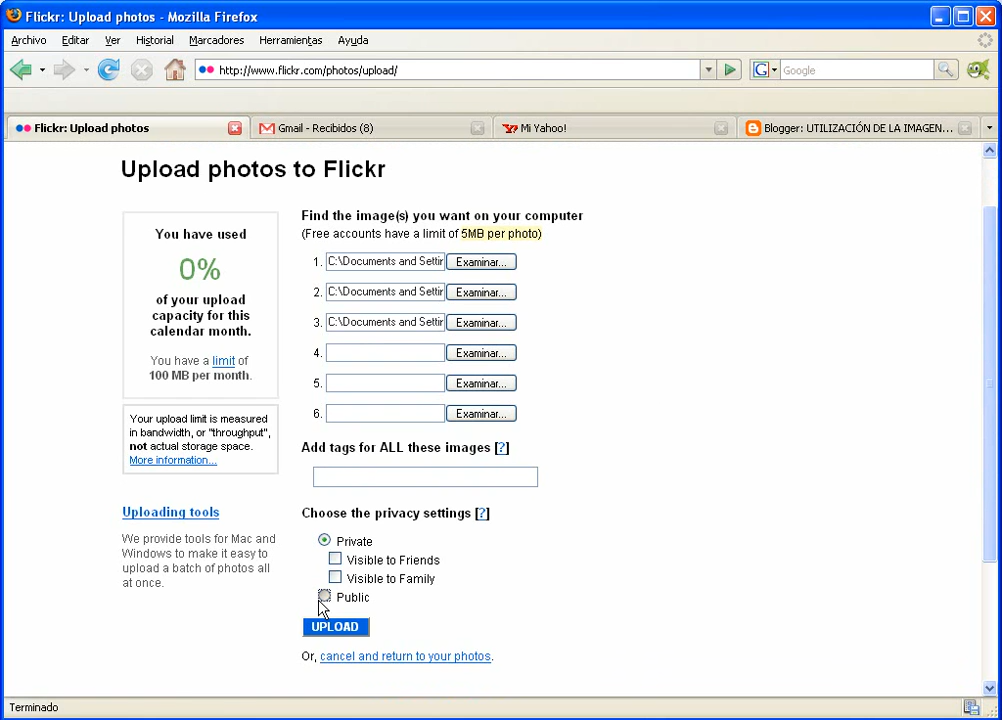 Flickr: Upload photos - Mozilla Firefox
Archivo Editar Ver Historial Marcadores Herramientas Ayuda
http://www.flickr.com/photos/upload/
G Google
Flickr: Upload photos
Gmail - Recibidos (8)
Mi Yahoo!
Blogger: UTILIZACIÓN DE LA IMAGEN...
Upload photos to Flickr
You have used
0%
of your upload
capacity for this
calendar month.
You have a limit of
100 MB per month.
Your upload limit is measured
in bandwidth, or "throughput",
not actual storage space.
More information...
Uploading tools
We provide tools for Mac and
Windows to make it easy to
upload a batch of photos all
at once.
Find the image(s) you want on your computer
(Free accounts have a limit of 5MB per photo)
1. C:\Documents and Settin Examinar...
2. C:\Documents and Settin Examinar...
3. C:\Documents and Settin Examinar...
4. Examinar...
5. Examinar...
6. Examinar...
Add tags for ALL these images [?]
Choose the privacy settings [?]
Private
Visible to Friends
Visible to Family
Public
UPLOAD
Or, cancel and return to your photos.
Terminado